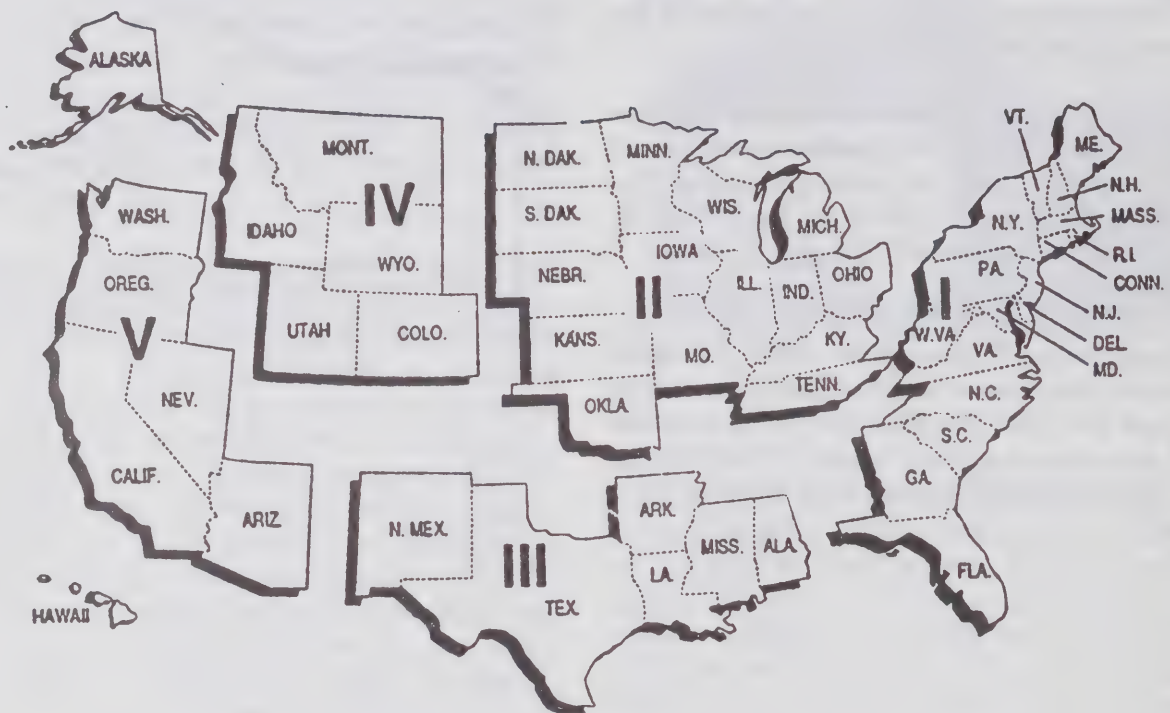 ALASKA
VT.
ME.
MONT.
N. DAK.
MINN.
N.H.
IV
WASH.
S. DAK.
WIS.
MASS.
IDAHO
MICH.
N.Y.
WYO.
IOWA
R.I.
OREG.
NEBR.
OHIO
PA.
CONN.
II
ILL.
IND.
I
N.J.
V
UTAH
COLO.
KANS.
KY.
W.VA
VA.
DEL
MO.
MD.
TENN.
NEV.
OKLA.
N.C.
S.C.
CALIF.
GA.
ARIZ
N. MEX.
ARK.
MISS.
ALA.
III
LA.
FLA.
HAWAII
TEX.